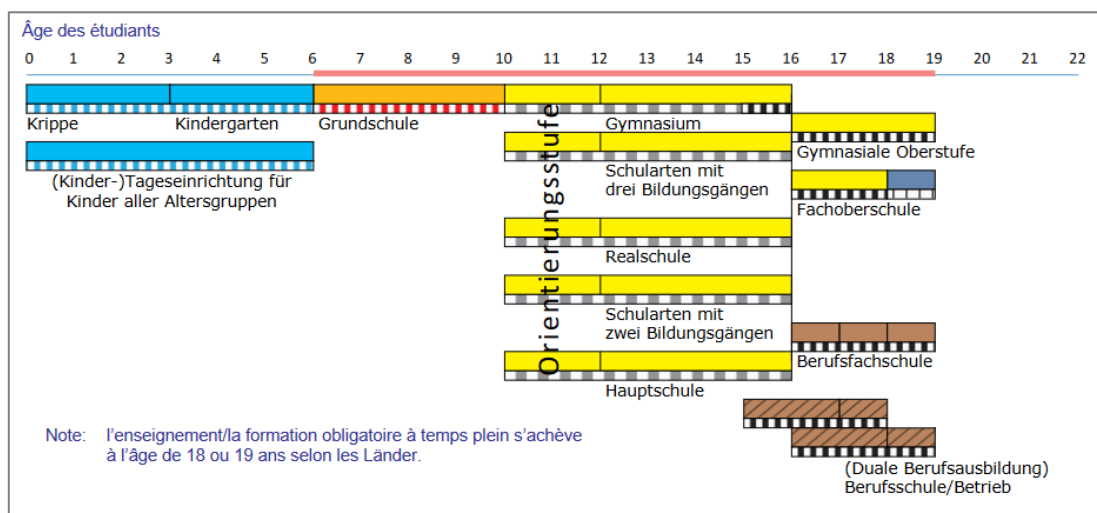 Âge des étudiants
0 1 2 3 4 5 6 7 8 9 10 11 12 13 14 15 16 17 18 19 20 21 22
Krippe Kindergarten Grundschule Gymnasium
Orientierungsstufe
Gymnasiale Oberstufe
(Kinder-)Tageseinrichtung für
Kinder aller Altersgruppen
Schularten mit
drei Bildungsgängen
Fachoberschule
Realschule
Schularten mit
zwei Bildungsgängen
Berufsfachschule
Hauptschule
Note: l’enseignement/la formation obligatoire à temps plein s’achève
à l’âge de 18 ou 19 ans selon les Länder.
(Duale Berufsausbildung)
Berufsschule/Betrieb